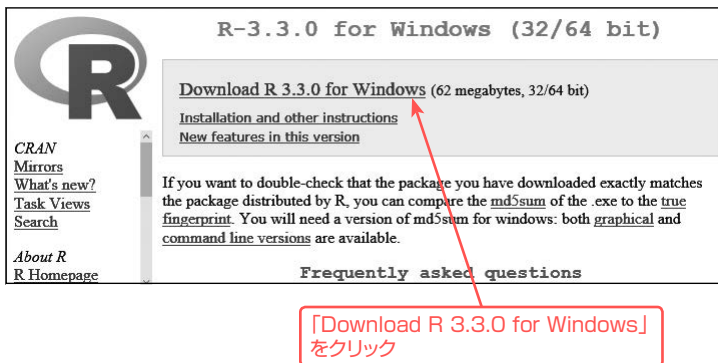 R
R-3.3.0 for Windows (32/64 bit)
Download R 3.3.0 for Windows (62 megabytes, 32/64 bit)
Installation and other instructions
New features in this version
CRAN
Mirrors
What's new?
Task Views
Search
About R
R Homepage
If you want to double-check that the package you have downloaded exactly matches
the package distributed by R, you can compare the md5sum of the .exe to the true
fingerprint. You will need a version of md5sum for windows: both graphical and
command line versions are available.
Frequently asked questions
「Download R 3.3.0 for Windows」
をクリック